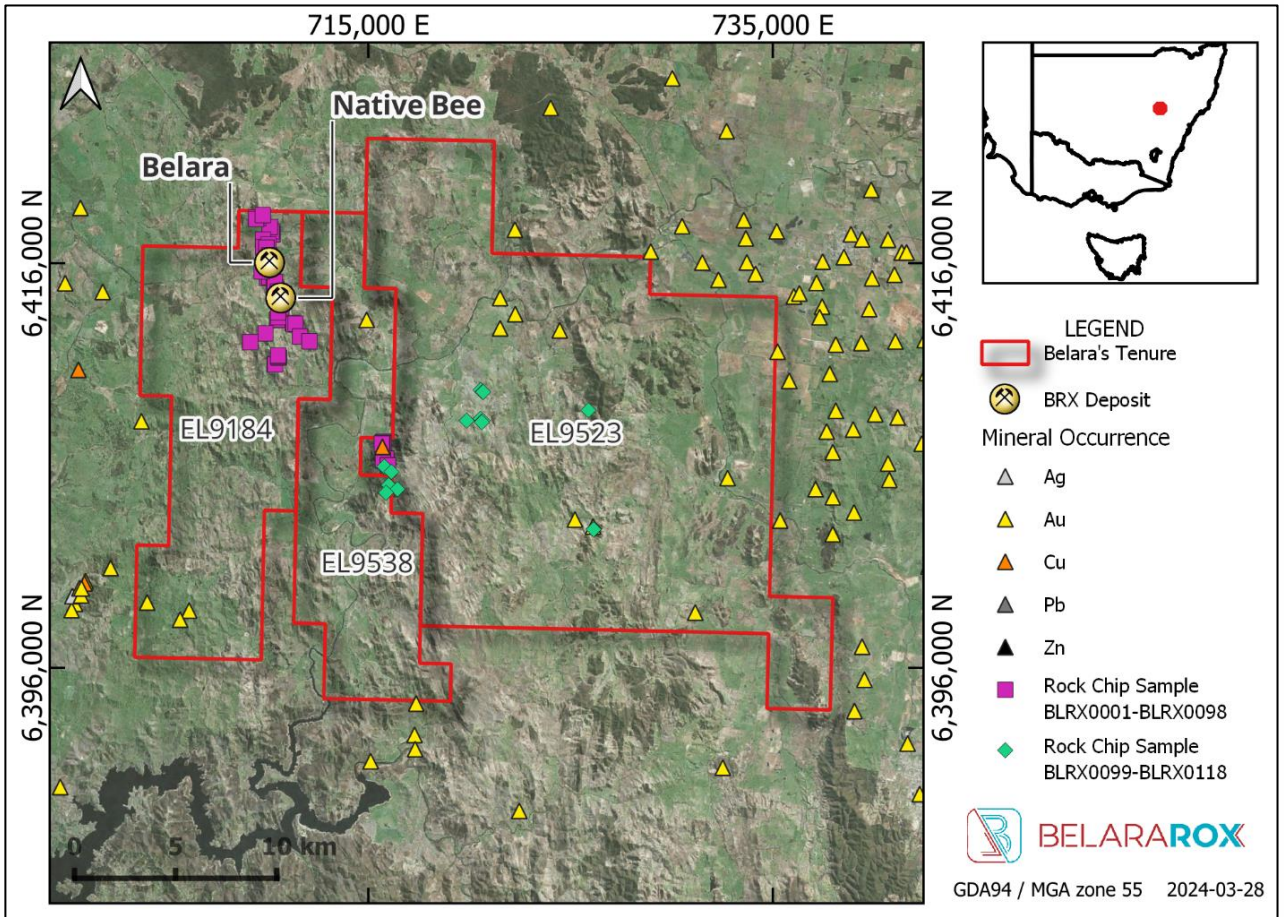 715,000 E
735,000 E
Native Bee
Belara
6,416,000 N
6,416,000 N
EL9184
EL9523
EL9538
6,396,000 N
6,396,000 N
0 5 10 km
LEGEND
Belara's Tenure
BRX Deposit
Mineral Occurrence
Ag
Au
Cu
Pb
Zn
Rock Chip Sample
BLRX0001-BLRX0098
Rock Chip Sample
BLRX0099-BLRX0118
BELARAROX
GDA94 / MGA zone 55 2024-03-28